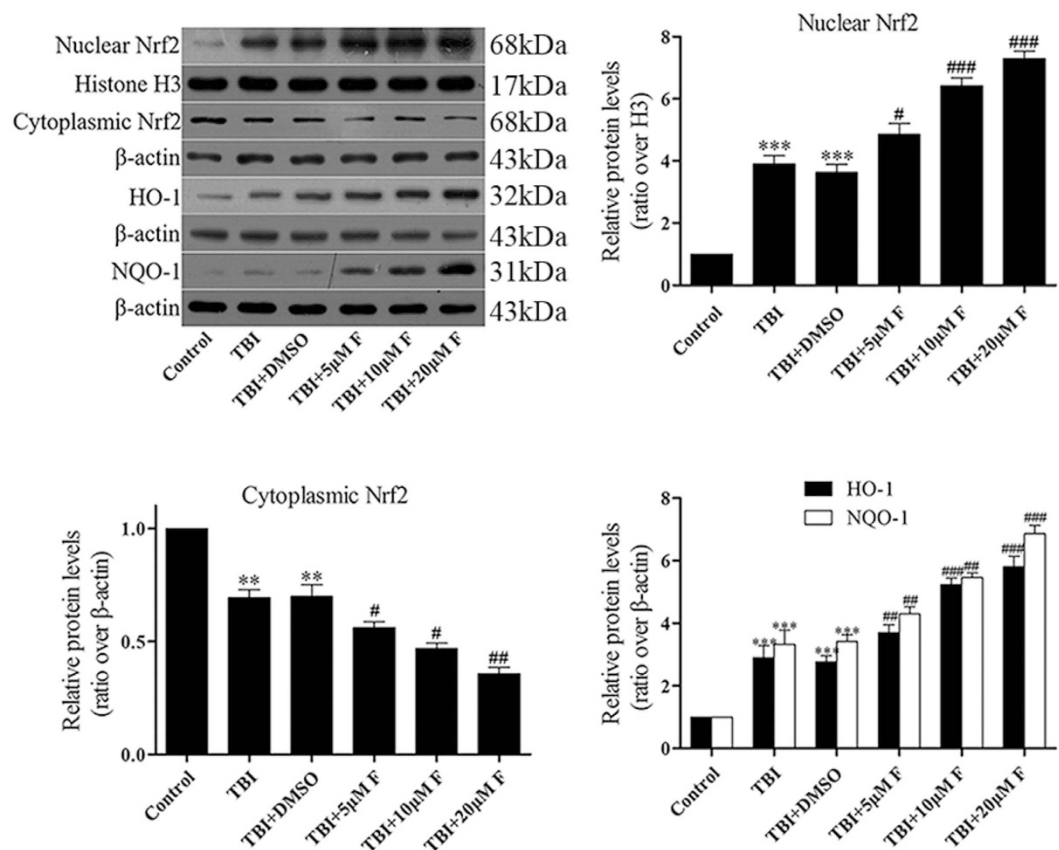 Nuclear Nrf2 68kDa
Histone H3 17kDa
Cytoplasmic Nrf2 68kDa
β-actin 43kDa
HO-1 32kDa
β-actin 43kDa
NQO-1 31kDa
β-actin 43kDa
Control TBI TBI+DMSO TBI+5μM F TBI+10μM F TBI+20μM F
Nuclear Nrf2
Relative protein levels
(ratio over H3)
8
6
4
2
0
*** *** # ### ### ###
Control TBI TBI+DMSO TBI+5μM F TBI+10μM F TBI+20μM F
Cytoplasmic Nrf2
Relative protein levels
(ratio over β-actin)
1.0
0.5
0.0
** ** # # ##
Control TBI TBI+DMSO TBI+5μM F TBI+10μM F TBI+20μM F
HO-1
NQO-1
Relative protein levels
(ratio over β-actin)
8
6
4
2
0
*** *** *** *** ## ## ### ## ### ###
Control TBI TBI+DMSO TBI+5μM F TBI+10μM F TBI+20μM F